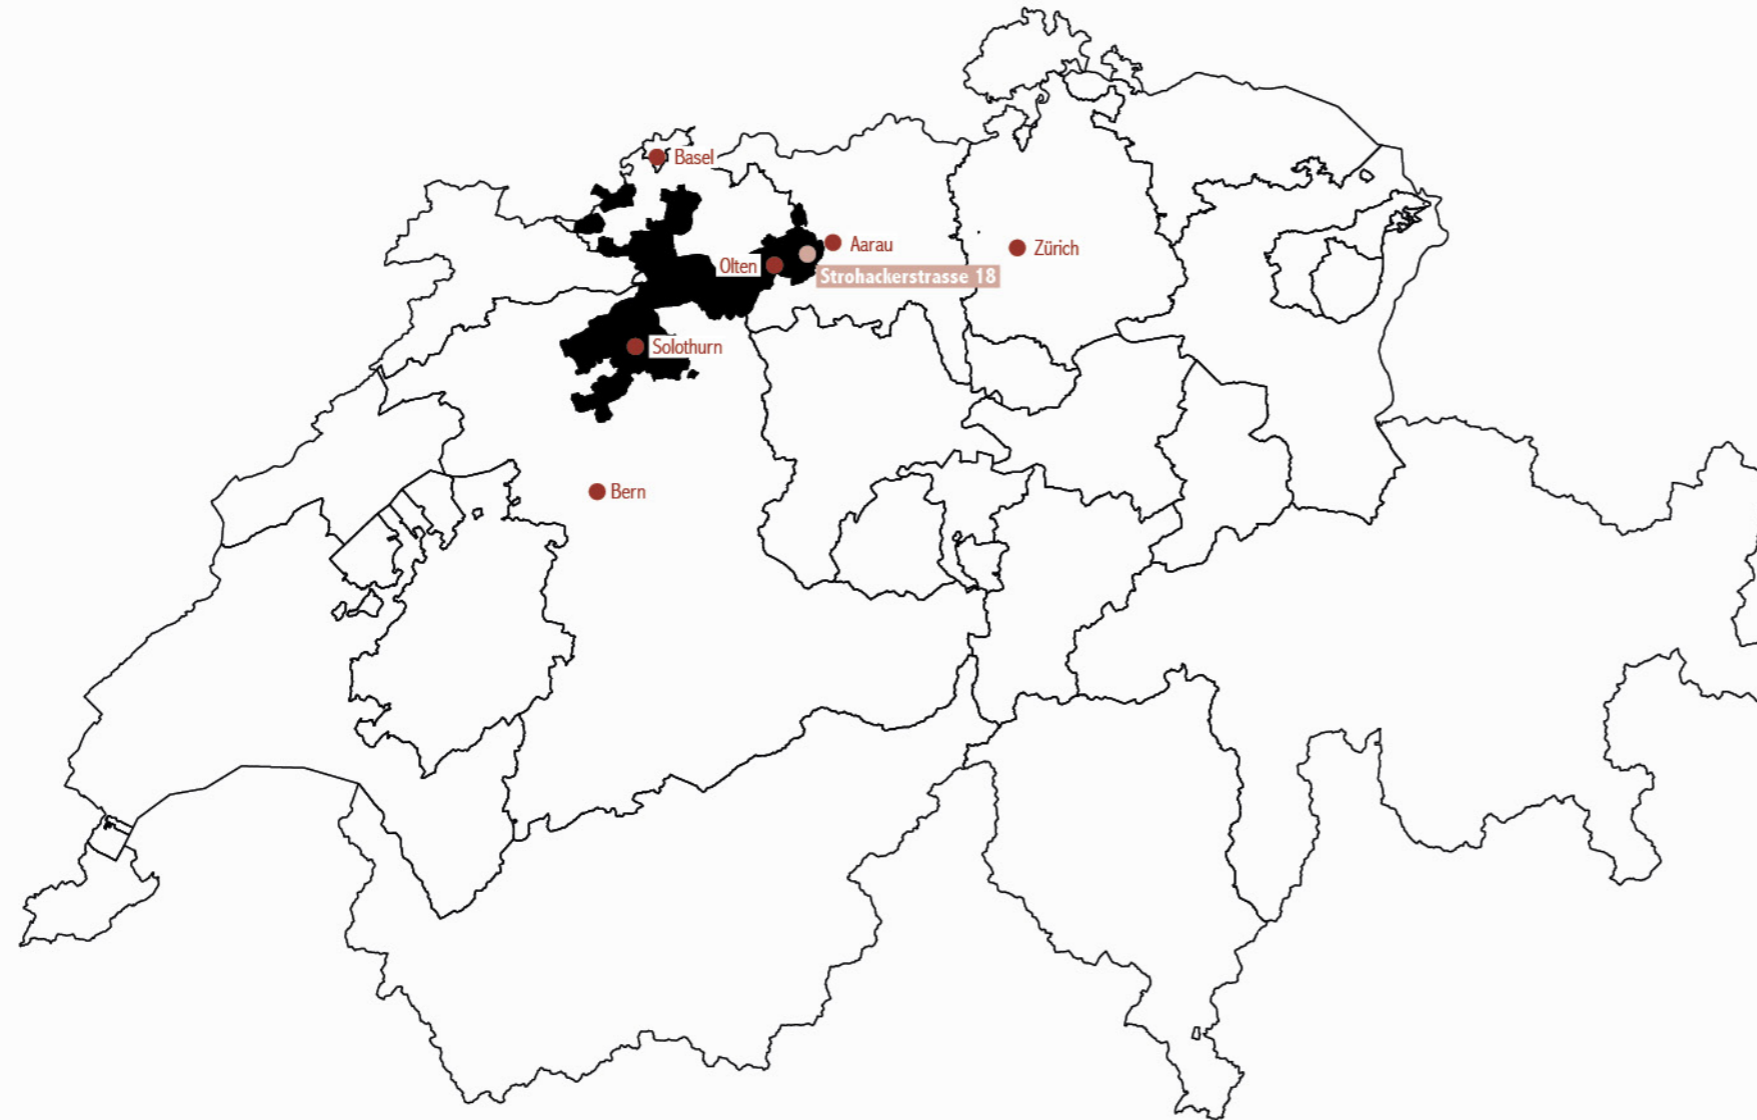 Basel
Aarau
Zürich
Olten
Strohackerstrasse 18
Solothurn
Bern